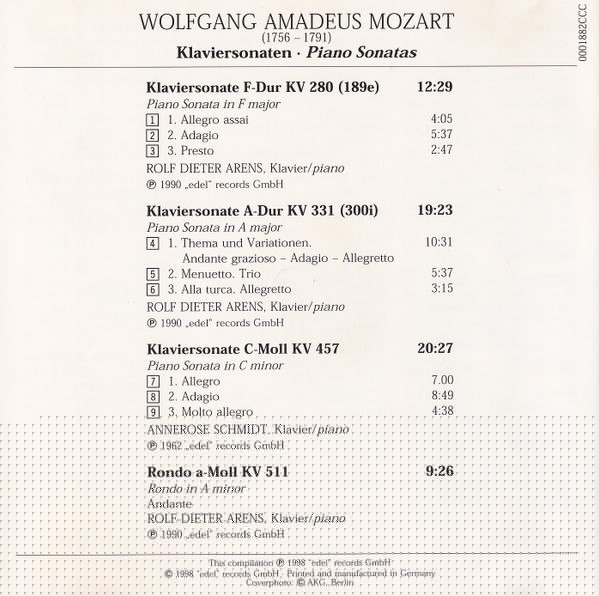 WOLFGANG AMADEUS MOZART
(1756 – 1791)
Klaviersonaten · Piano Sonatas
0001882CCC
Klaviersonate F-Dur KV 280 (189e) 12:29
Piano Sonata in F major
1 1. Allegro assai 4:05
2 2. Adagio 5:37
3 3. Presto 2:47
ROLF DIETER ARENS, Klavier/piano
℗ 1990 „edel" records GmbH
Klaviersonate A-Dur KV 331 (300i) 19:23
Piano Sonata in A major
4 1. Thema und Variationen. 10:31
Andante grazioso – Adagio – Allegretto
5 2. Menuetto. Trio 5:37
6 3. Alla turca. Allegretto 3:15
ROLF DIETER ARENS, Klavier/piano
℗ 1990 „edel" records GmbH
Klaviersonate C-Moll KV 457 20:27
Piano Sonata in C minor
7 1. Allegro 7.00
8 2. Adagio 8:49
9 3. Molto allegro 4:38
ANNEROSE SCHMIDT, Klavier/piano
℗ 1962 „edel" records GmbH
Rondo a-Moll KV 511 9:26
Rondo in A minor
Andante
ROLF-DIETER ARENS, Klavier/piano
℗ 1990 „edel" records GmbH
This compilation ℗ 1998 "edel" records GmbH
© 1998 "edel" records GmbH Printed and manufactured in Germany
Coverphoto: © AKG, Berlin